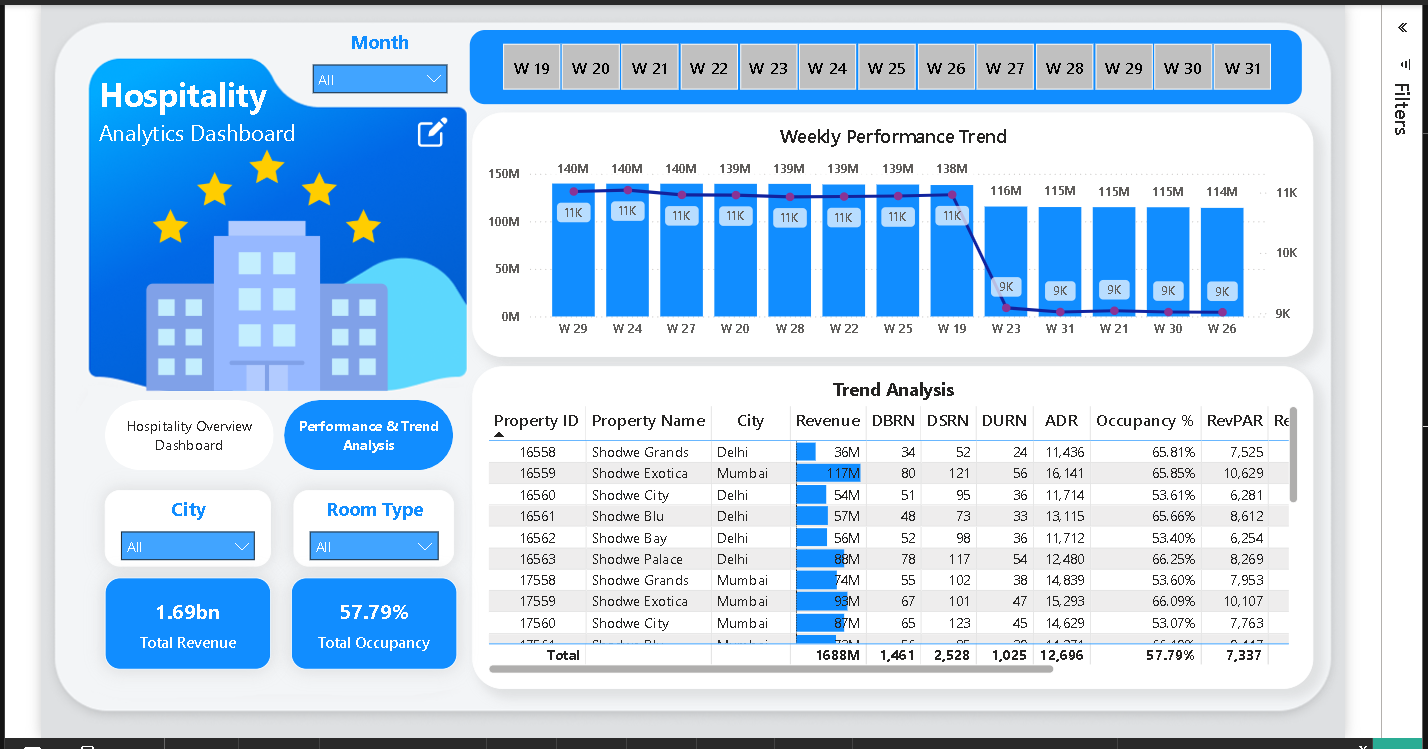 Month
All
Hospitality
Analytics Dashboard
W 19 W 20 W 21 W 22 W 23 W 24 W 25 W 26 W 27 W 28 W 29 W 30 W 31
Weekly Performance Trend
140M 140M 140M 139M 139M 139M 139M 138M 116M 115M 115M 115M 114M
150M
100M
50M
0M
11K
10K
9K
11K 11K 11K 11K 11K 11K 11K 11K 9K 9K 9K 9K 9K
W 29 W 24 W 27 W 20 W 28 W 22 W 25 W 19 W 23 W 31 W 21 W 30 W 26
Hospitality Overview
Dashboard
Performance & Trend
Analysis
City
All
Room Type
All
1.69bn
Total Revenue
57.79%
Total Occupancy
Trend Analysis
Property ID Property Name City Revenue DBRN DSRN DURN ADR Occupancy % RevPAR Re
16558 Shodwe Grands Delhi 36M 34 52 24 11,436 65.81% 7,525
16559 Shodwe Exotica Mumbai 117M 80 121 56 16,141 65.85% 10,629
16560 Shodwe City Delhi 54M 51 95 36 11,714 53.61% 6,281
16561 Shodwe Blu Delhi 57M 48 73 33 13,115 65.66% 8,612
16562 Shodwe Bay Delhi 56M 52 98 36 11,712 53.40% 6,254
16563 Shodwe Palace Delhi 88M 78 117 54 12,480 66.25% 8,269
17558 Shodwe Grands Mumbai 74M 55 102 38 14,839 53.60% 7,953
17559 Shodwe Exotica Mumbai 93M 67 101 47 15,293 66.09% 10,107
17560 Shodwe City Mumbai 87M 65 123 45 14,629 53.07% 7,763
Total 1688M 1,461 2,528 1,025 12,696 57.79% 7,337
Filters